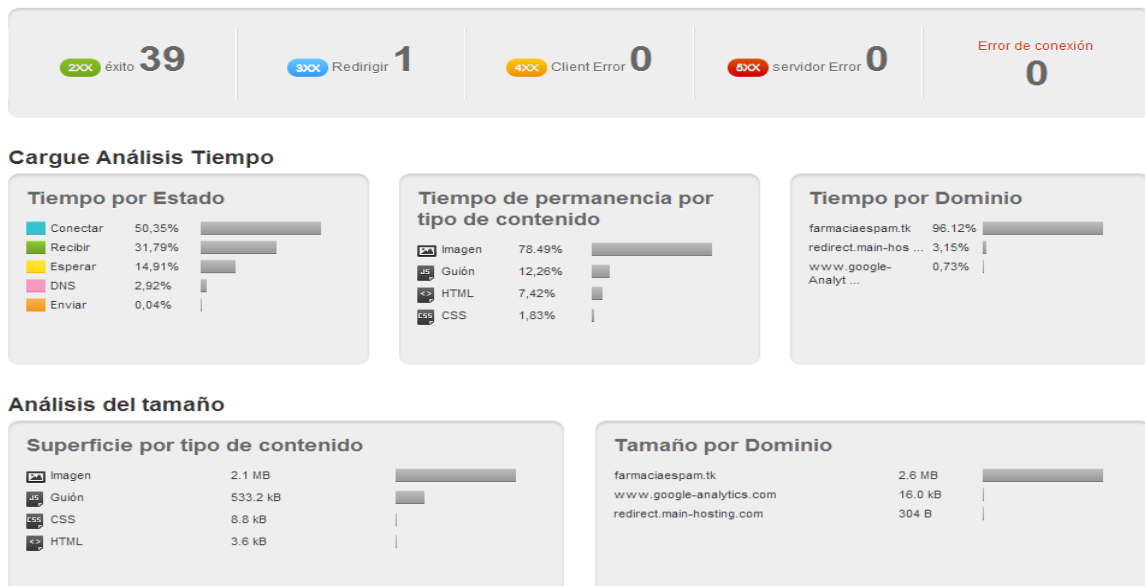 2XX éxito 39
3XX Redirigir 1
4XX Client Error 0
5XX servidor Error 0
Error de conexión
0
Cargue Análisis Tiempo
Tiempo por Estado
Conectar 50,35%
Recibir 31,79%
Esperar 14,91%
DNS 2,92%
Enviar 0,04%
Tiempo de permanencia por
tipo de contenido
Imagen 78.49%
JS Guión 12,26%
<> HTML 7,42%
CSS CSS 1,83%
Tiempo por Dominio
farmaciaespam.tk 96.12%
redirect.main-hos ... 3,15%
www.google- 0,73%
Analyt ...
Análisis del tamaño
Superficie por tipo de contenido
Imagen 2.1 MB
JS Guión 533.2 kB
CSS CSS 8.8 kB
<> HTML 3.6 kB
Tamaño por Dominio
farmaciaespam.tk 2.6 MB
www.google-analytics.com 16.0 kB
redirect.main-hosting.com 304 B